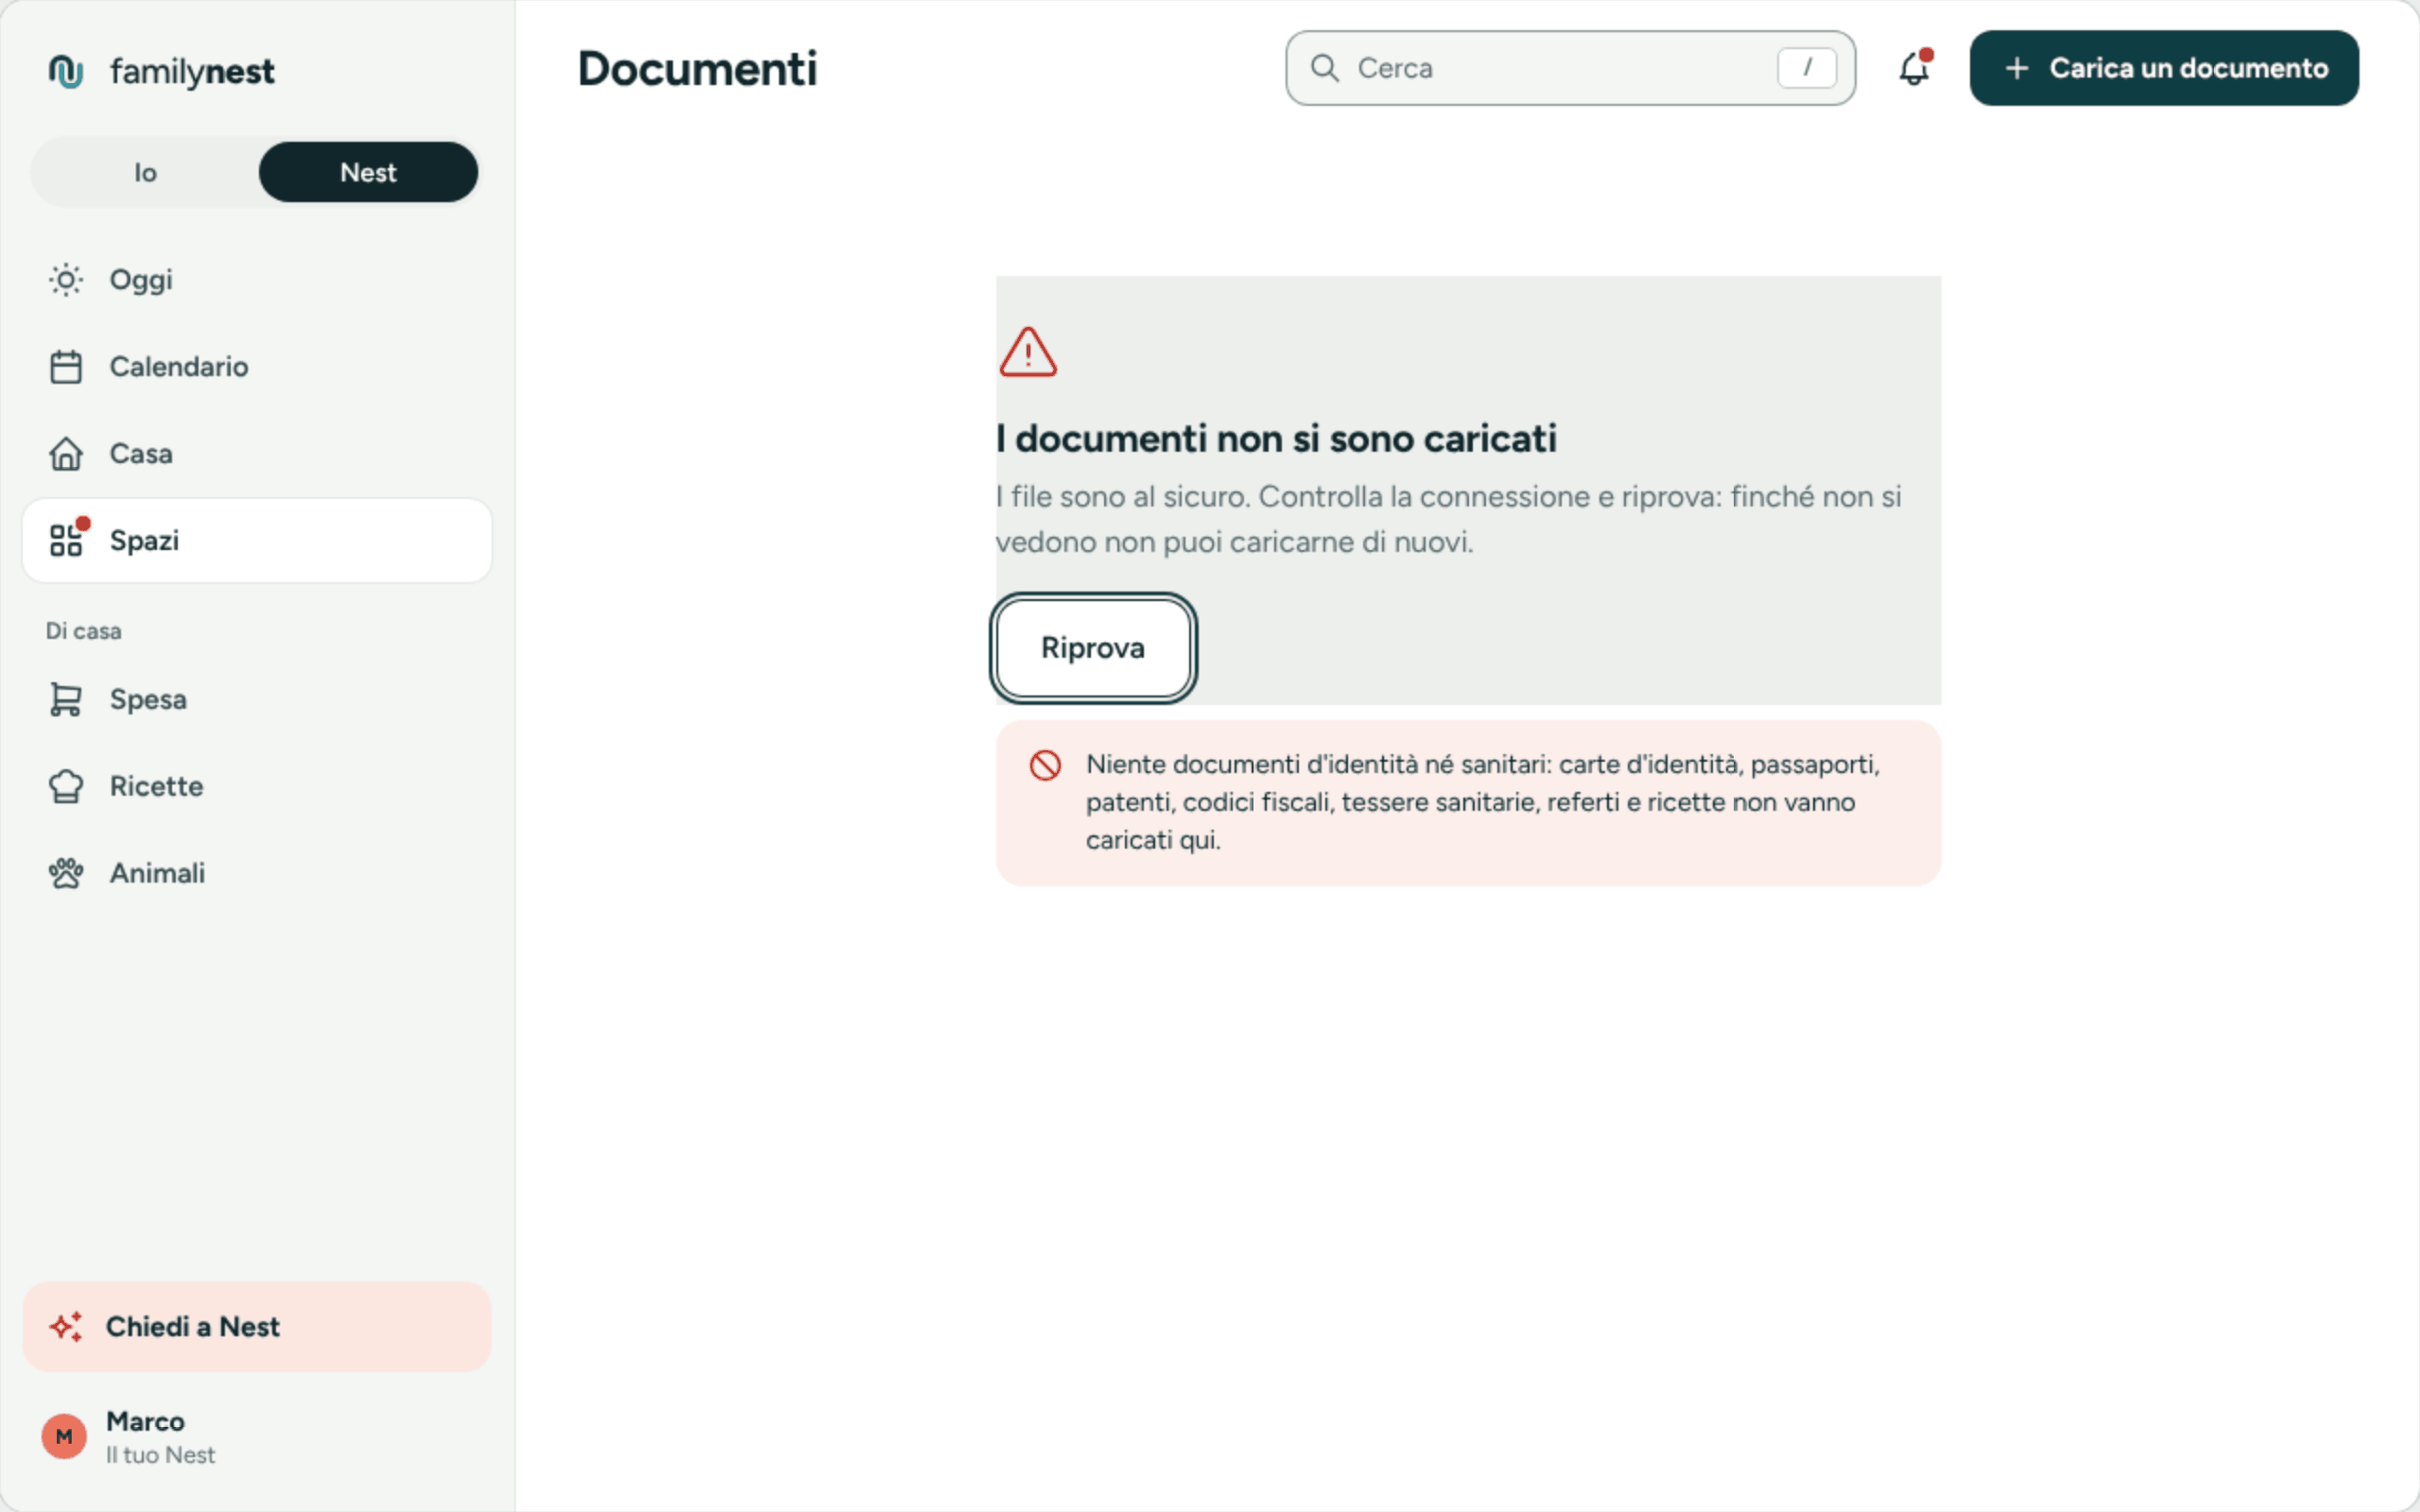 familynest
Io
Nest
Oggi
Calendario
Casa
Spazi
Di casa
Spesa
Ricette
Animali
Chiedi a Nest
M
Marco
Il tuo Nest
Documenti
Cerca
/
Carica un documento
I documenti non si sono caricati
I file sono al sicuro. Controlla la connessione e riprova: finché non si
vedono non puoi caricarne di nuovi.
Riprova
Niente documenti d'identità né sanitari: carte d'identità, passaporti,
patenti, codici fiscali, tessere sanitarie, referti e ricette non vanno
caricati qui.